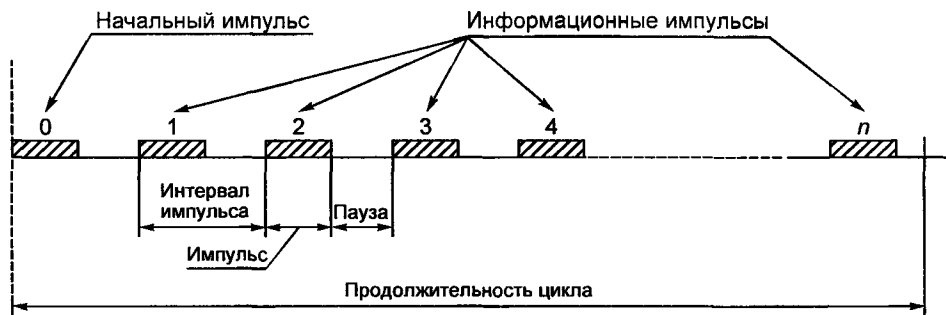 Начальный импульс
Информационные импульсы
0 1 2 3 4 n
Интервал
импульса
Пауза
Импульс
Продолжительность цикла